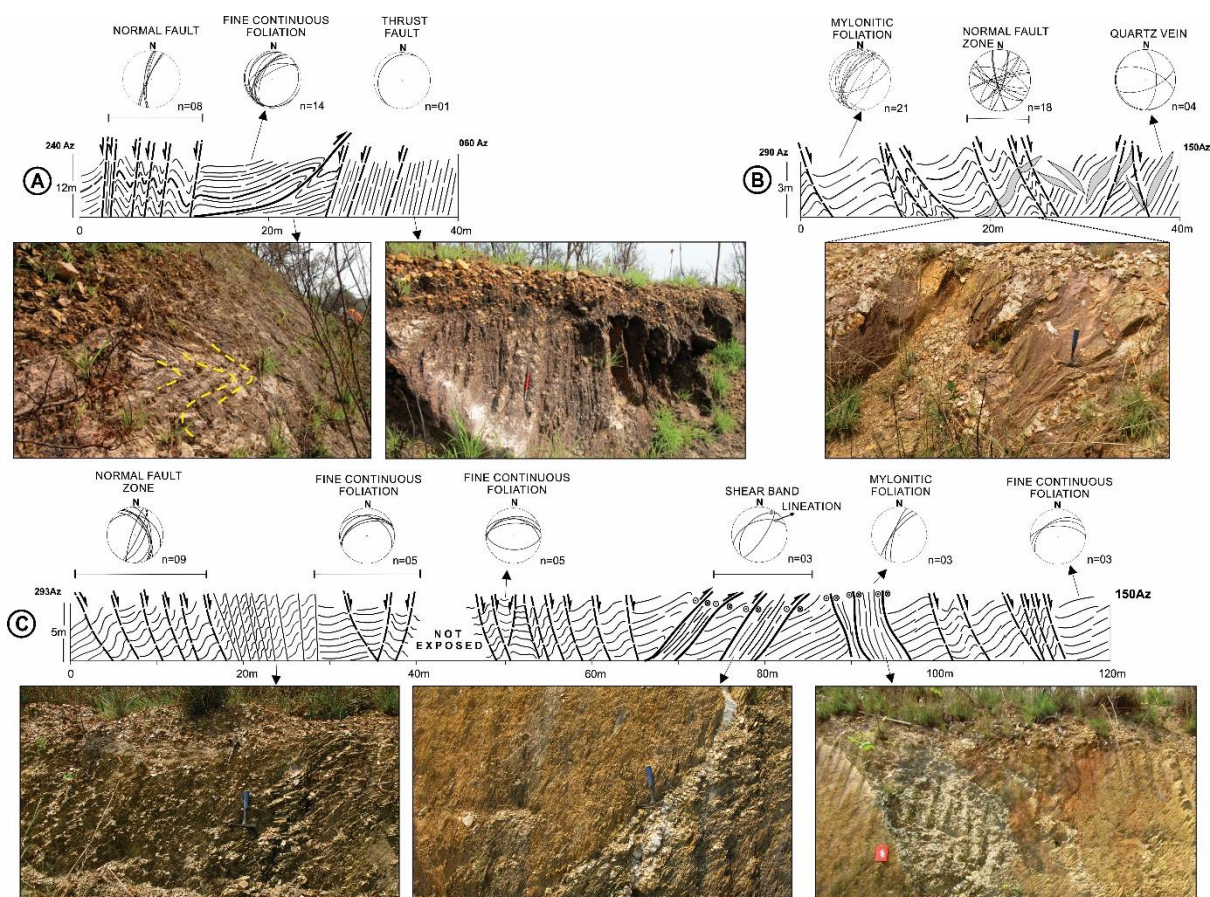 NORMAL FAULT
N
n=08
FINE CONTINUOUS
FOLIATION
N
n=14
THRUST
FAULT
N
n=01
240 Az
060 Az
A
12m
0
20m
40m
MYLONITIC
FOLIATION
N
n=21
NORMAL FAULT
ZONE
N
n=18
QUARTZ VEIN
N
n=04
290 Az
150Az
B
3m
0
20m
40m
NORMAL FAULT
ZONE
N
n=09
FINE CONTINUOUS
FOLIATION
N
n=05
FINE CONTINUOUS
FOLIATION
N
n=05
SHEAR BAND
N
LINEATION
n=03
MYLONITIC
FOLIATION
N
n=03
FINE CONTINUOUS
FOLIATION
N
n=03
293Az
150Az
C
5m
NOT
EXPOSED
0
20m
40m
60m
80m
100m
120m